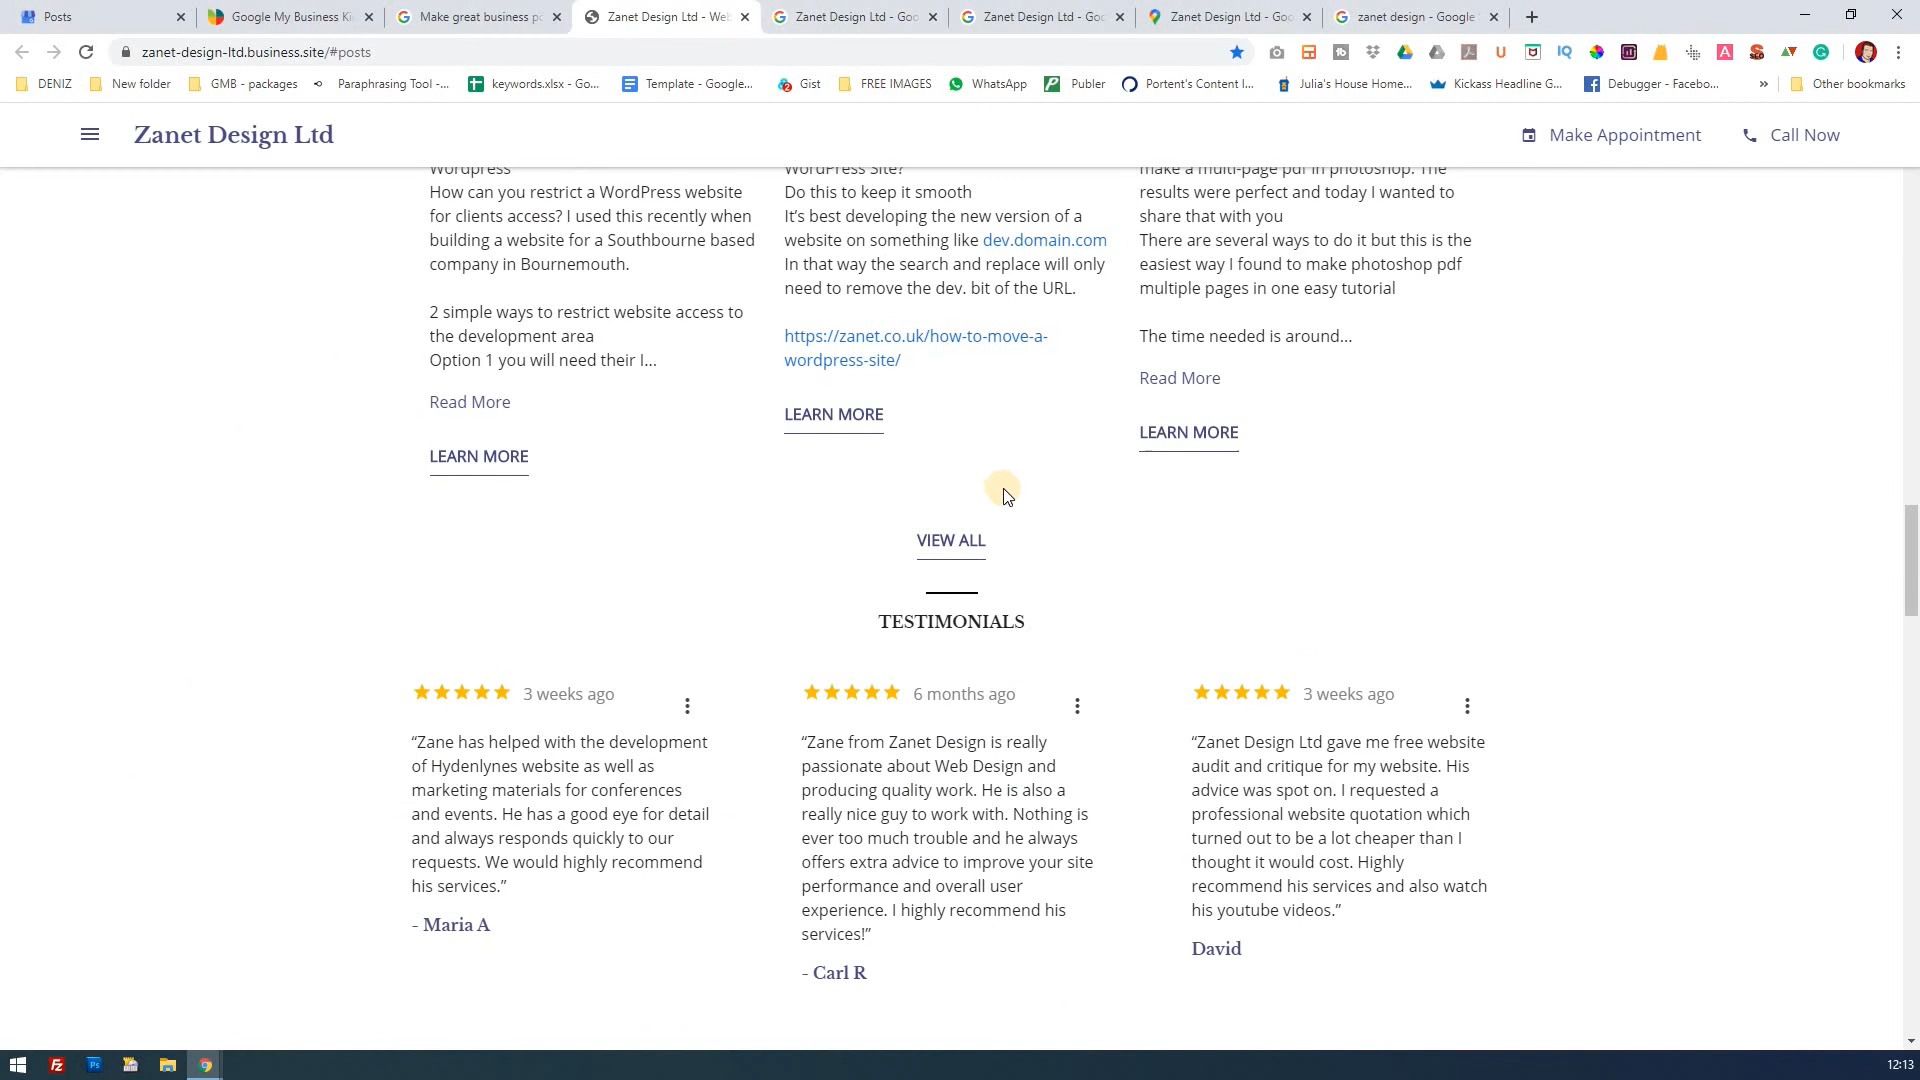 Posts
Google My Business Ki
Make great business po
Zanet Design Ltd - Web
Zanet Design Ltd - Goo
Zanet Design Ltd - Goo
Zanet Design Ltd - Goo
zanet design - Google
zanet-design-ltd.business.site/#posts
DENIZ
New folder
GMB - packages
Paraphrasing Tool -...
keywords.xlsx - Go...
Template - Google...
Gist
FREE IMAGES
WhatsApp
Publer
Portent's Content I...
Julia's House Home...
Kickass Headline G...
Debugger - Facebo...
»
Other bookmarks
Zanet Design Ltd
Make Appointment
Call Now
Wordpress
How can you restrict a WordPress website
for clients access? I used this recently when
building a website for a Southbourne based
company in Bournemouth.
2 simple ways to restrict website access to
the development area
Option 1 you will need their I...
Read More
LEARN MORE
WordPress Site?
Do this to keep it smooth
It’s best developing the new version of a
website on something like dev.domain.com
In that way the search and replace will only
need to remove the dev. bit of the URL.
https://zanet.co.uk/how-to-move-a-
wordpress-site/
LEARN MORE
make a multi-page pdf in photoshop. The
results were perfect and today I wanted to
share that with you
There are several ways to do it but this is the
easiest way I found to make photoshop pdf
multiple pages in one easy tutorial
The time needed is around...
Read More
LEARN MORE
VIEW ALL
TESTIMONIALS
3 weeks ago
“Zane has helped with the development
of Hydenlynes website as well as
marketing materials for conferences
and events. He has a good eye for detail
and always responds quickly to our
requests. We would highly recommend
his services.”
- Maria A
6 months ago
“Zane from Zanet Design is really
passionate about Web Design and
producing quality work. He is also a
really nice guy to work with. Nothing is
ever too much trouble and he always
offers extra advice to improve your site
performance and overall user
experience. I highly recommend his
services!”
- Carl R
3 weeks ago
“Zanet Design Ltd gave me free website
audit and critique for my website. His
advice was spot on. I requested a
professional website quotation which
turned out to be a lot cheaper than I
thought it would cost. Highly
recommend his services and also watch
his youtube videos.”
David
12:13